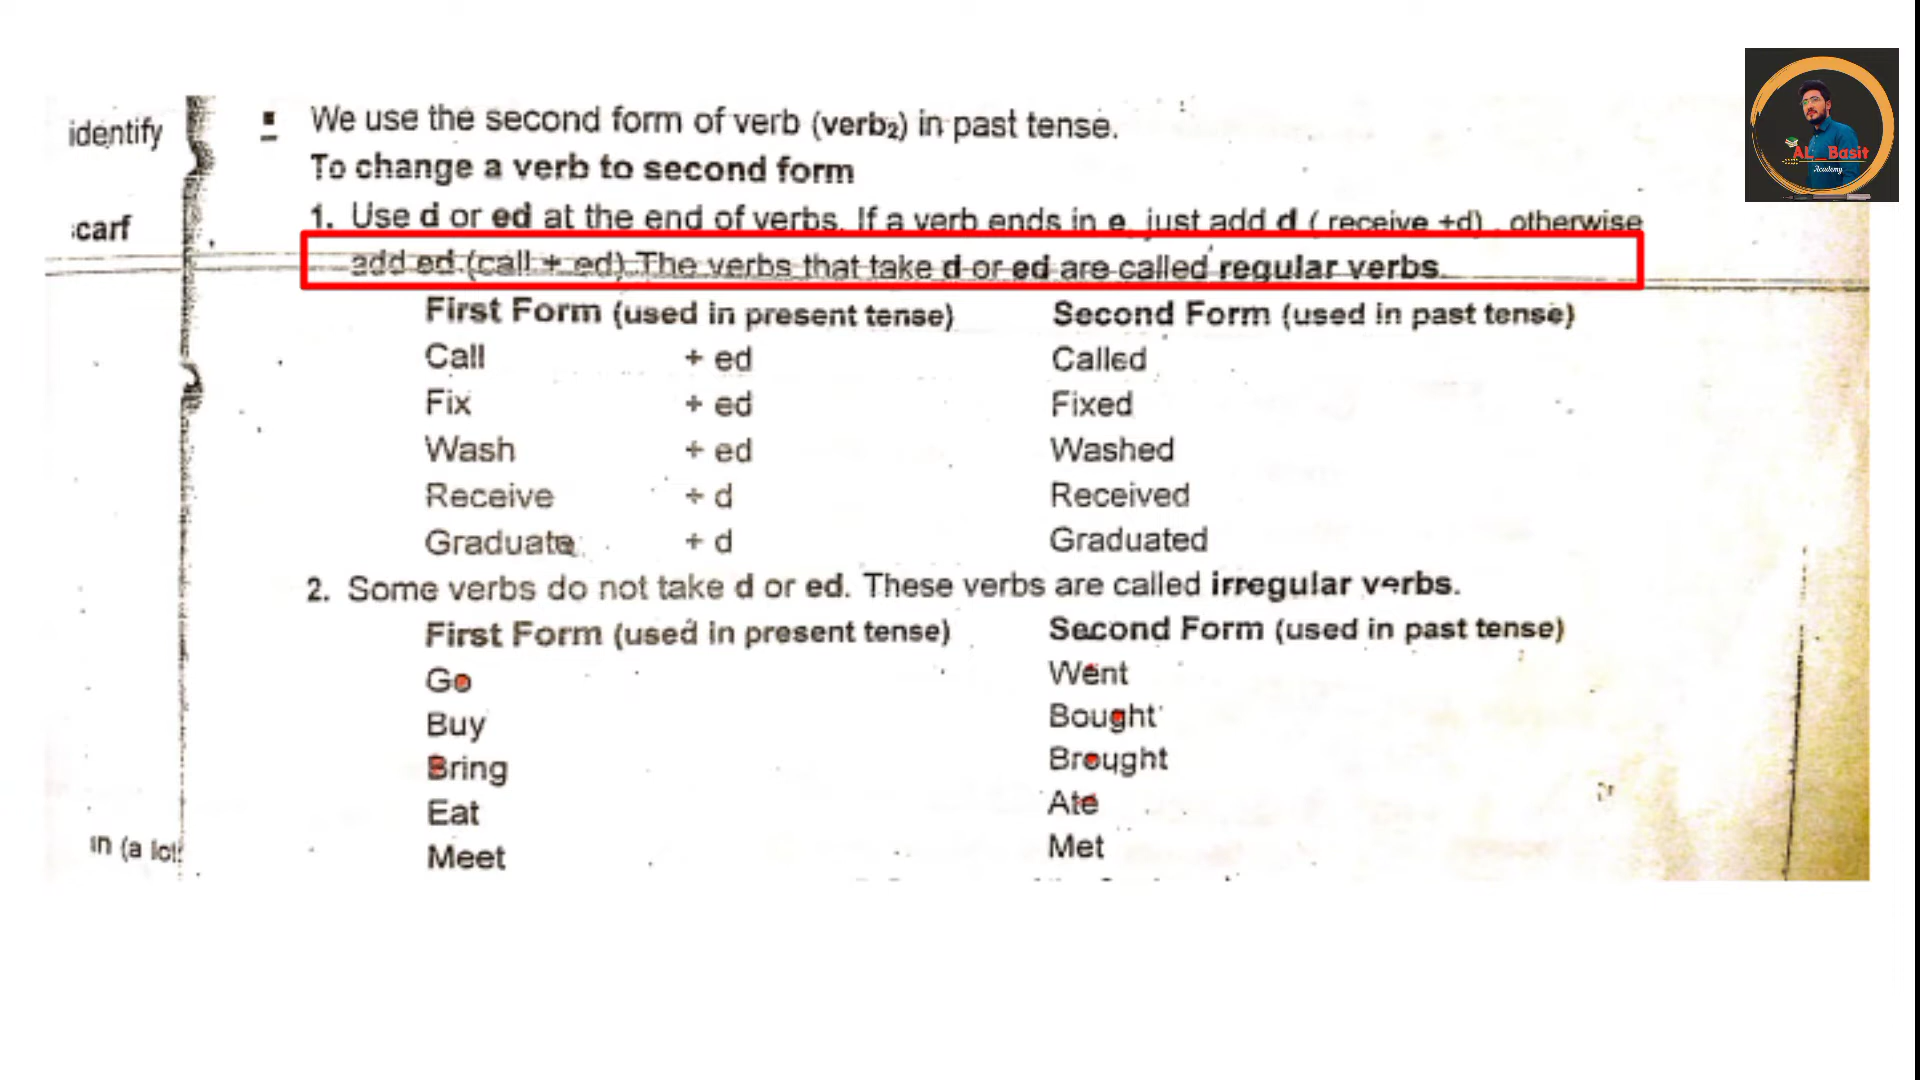 identify
We use the second form of verb (verb₂) in past tense.
To change a verb to second form
carf
1. Use d or ed at the end of verbs. If a verb ends in e, just add d ( receive +d) , otherwise
add ed (call + ed). The verbs that take d or ed are called regular verbs.
First Form (used in present tense) Second Form (used in past tense)
Call + ed Called
Fix + ed Fixed
Wash + ed Washed
Receive + d Received
Graduate + d Graduated
2. Some verbs do not take d or ed. These verbs are called irregular verbs.
First Form (used in present tense) Second Form (used in past tense)
Go Went
Buy Bought
Bring Brought
Eat Ate
Meet Met
in (a lot
AL_Basit
Academy